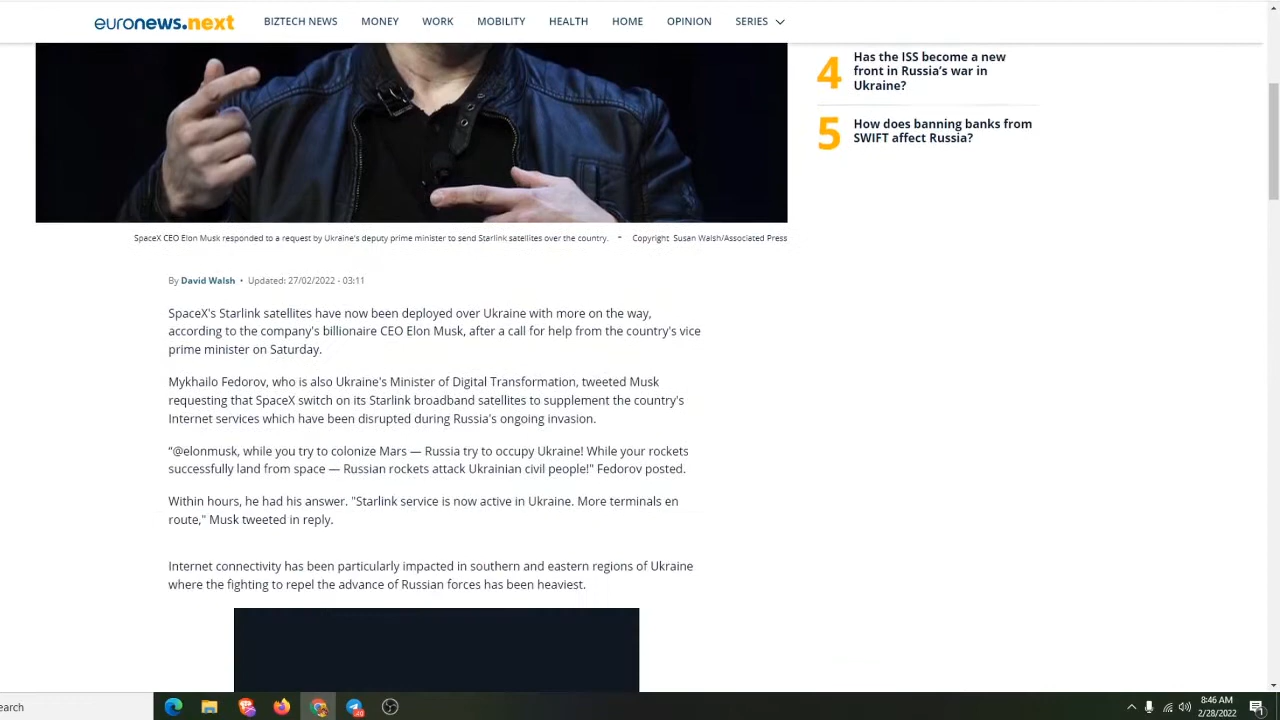 euronews.next
BIZTECH NEWS MONEY WORK MOBILITY HEALTH HOME OPINION SERIES
4 Has the ISS become a new
front in Russia’s war in
Ukraine?
5 How does banning banks from
SWIFT affect Russia?
SpaceX CEO Elon Musk responded to a request by Ukraine's deputy prime minister to send Starlink satellites over the country. - Copyright Susan Walsh/Associated Press
By David Walsh • Updated: 27/02/2022 - 03:11
SpaceX's Starlink satellites have now been deployed over Ukraine with more on the way,
according to the company's billionaire CEO Elon Musk, after a call for help from the country's vice
prime minister on Saturday.
Mykhailo Fedorov, who is also Ukraine's Minister of Digital Transformation, tweeted Musk
requesting that SpaceX switch on its Starlink broadband satellites to supplement the country's
Internet services which have been disrupted during Russia's ongoing invasion.
“@elonmusk, while you try to colonize Mars — Russia try to occupy Ukraine! While your rockets
successfully land from space — Russian rockets attack Ukrainian civil people!" Fedorov posted.
Within hours, he had his answer. "Starlink service is now active in Ukraine. More terminals en
route," Musk tweeted in reply.
Internet connectivity has been particularly impacted in southern and eastern regions of Ukraine
where the fighting to repel the advance of Russian forces has been heaviest.
earch
8:46 AM
2/28/2022